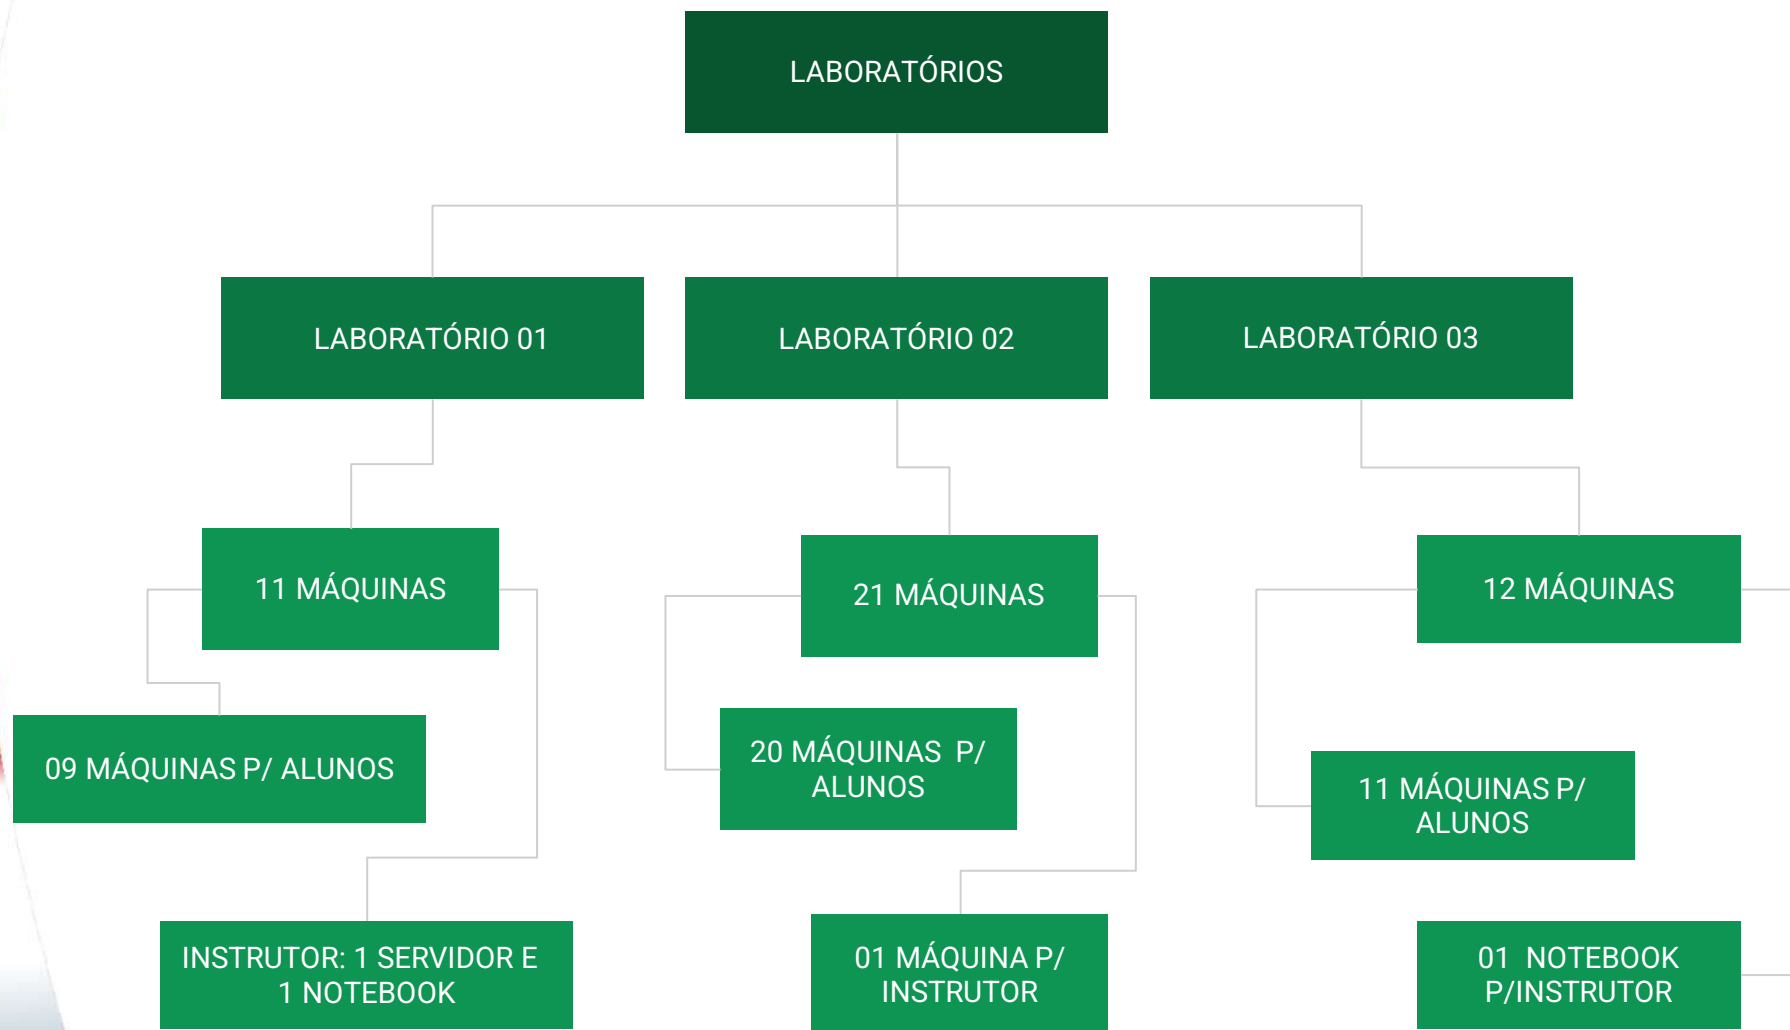 LABORATÓRIOS
LABORATÓRIO 01
LABORATÓRIO 02
LABORATÓRIO 03
11 MÁQUINAS
21 MÁQUINAS
12 MÁQUINAS
09 MÁQUINAS P/ ALUNOS
20 MÁQUINAS P/
ALUNOS
11 MÁQUINAS P/
ALUNOS
INSTRUTOR: 1 SERVIDOR E
1 NOTEBOOK
01 MÁQUINA P/
INSTRUTOR
01 NOTEBOOK
P/INSTRUTOR